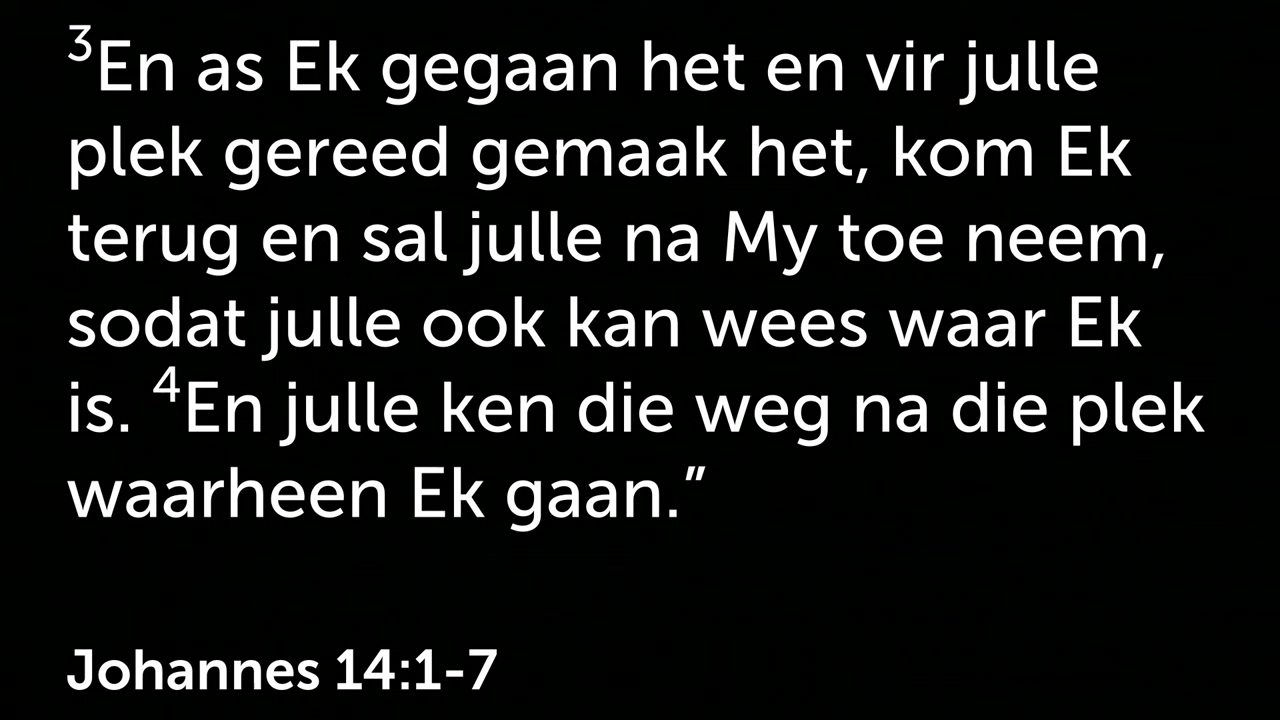 ³En as Ek gegaan het en vir julle
plek gereed gemaak het, kom Ek
terug en sal julle na My toe neem,
sodat julle ook kan wees waar Ek
is. ⁴En julle ken die weg na die plek
waarheen Ek gaan.”
Johannes 14:1-7